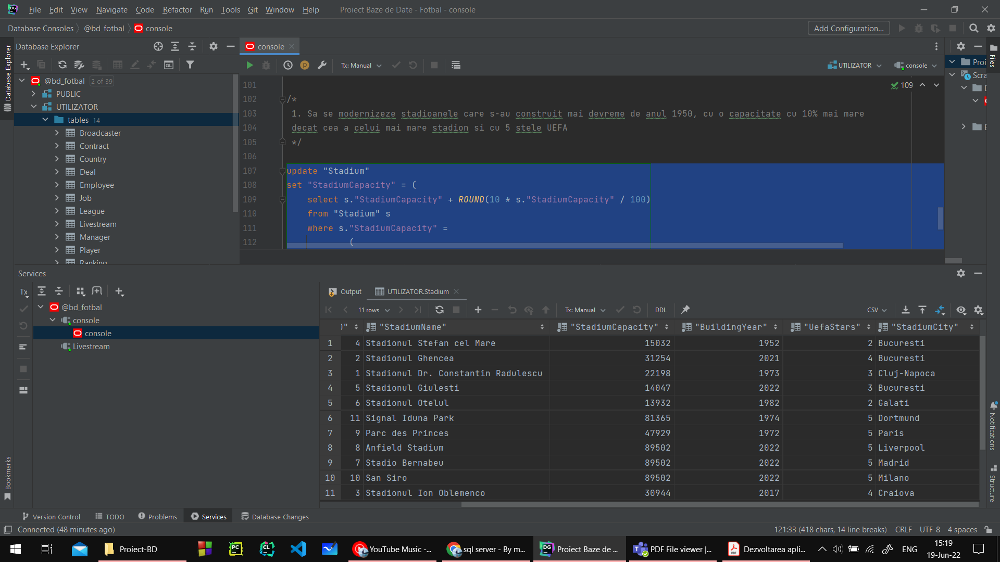 File Edit View Navigate Code Refactor Run Tools Git Window Help Proiect Baze de Date - Fotbal - console
Database Consoles @bd_fotbal console Add Configuration...
Database Explorer
console
Tx: Manual UTILIZATOR console
@bd_fotbal 2 of 39
PUBLIC
UTILIZATOR
tables 14
Broadcaster
Contract
Country
Deal
Employee
Job
League
Livestream
Manager
Player
Ranking
109
101
102 /*
103 1. Sa se modernizeze stadioanele care s-au construit mai devreme de anul 1950, cu o capacitate cu 10% mai mare
104 decat cea a celui mai mare stadion si cu 5 stele UEFA
105 */
106
107 update "Stadium"
108 set "StadiumCapacity" = (
109 select s."StadiumCapacity" + ROUND(10 * s."StadiumCapacity" / 100)
110 from "Stadium" s
111 where s."StadiumCapacity" =
112 (
Proi
Scra
Database Explorer
Bookmarks
Files
Notifications
Structure
Services
Tx
@bd_fotbal
console
console
Livestream
Output UTILIZATOR.Stadium
11 rows Tx: Manual DDL CSV
"StadiumName" "StadiumCapacity" "BuildingYear" "UefaStars" "StadiumCity"
1 4 Stadionul Stefan cel Mare 15032 1952 2 Bucuresti
2 2 Stadionul Ghencea 31254 2021 4 Bucuresti
3 1 Stadionul Dr. Constantin Radulescu 22198 1973 3 Cluj-Napoca
4 5 Stadionul Giulesti 14047 2022 3 Bucuresti
5 6 Stadionul Otelul 13932 1982 2 Galati
6 11 Signal Iduna Park 81365 1974 5 Dortmund
7 9 Parc des Princes 47929 1972 5 Paris
8 8 Anfield Stadium 89502 2022 5 Liverpool
9 7 Stadio Bernabeu 89502 2022 5 Madrid
10 10 San Siro 89502 2022 5 Milano
11 3 Stadionul Ion Oblemenco 30944 2017 4 Craiova
Version Control TODO Problems Services Database Changes
Connected (48 minutes ago) 121:33 (418 chars, 14 line breaks) CRLF UTF-8 4 spaces
Proiect-BD YouTube Music -... sql server - By m... Proiect Baze de ... PDF File viewer |... Dezvoltarea apli... ENG 15:19
19-Jun-22